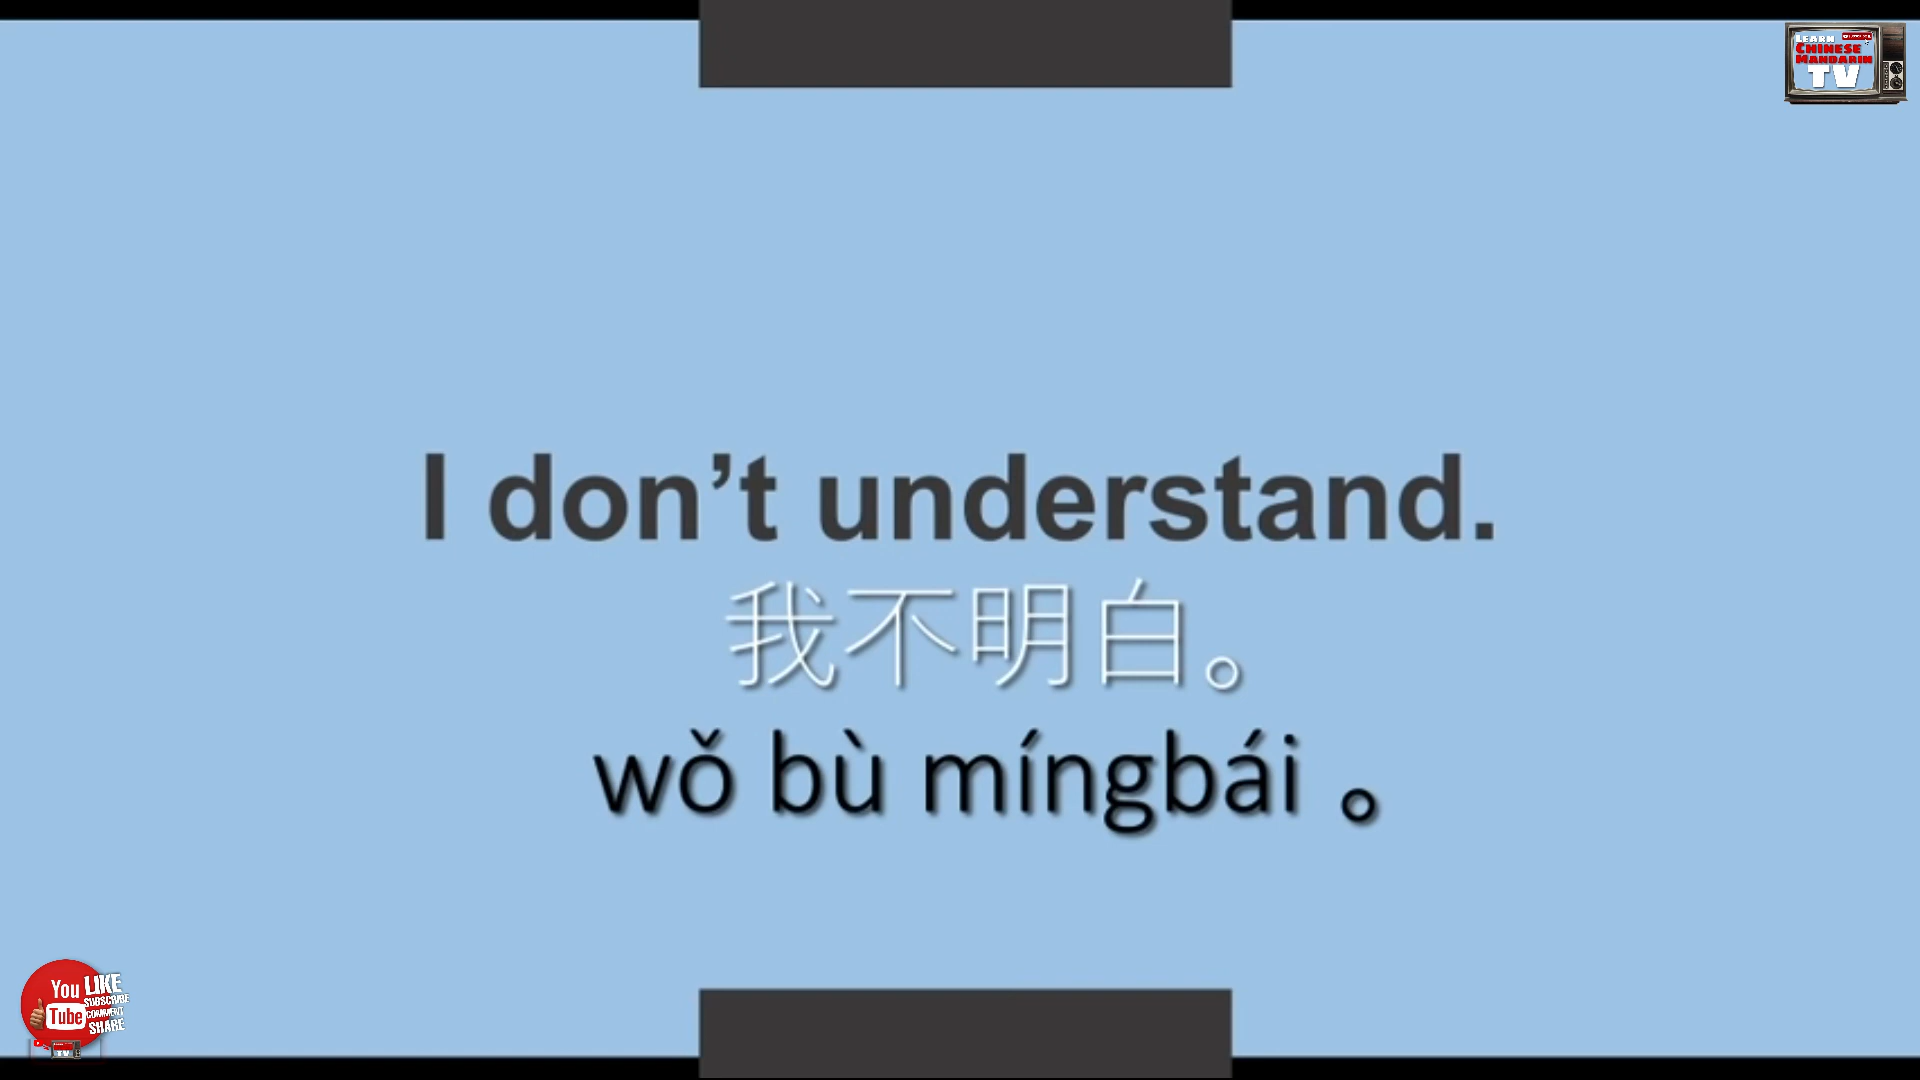 LEARN
CHINESE
MANDARIN
TV
I don’t understand.
我不明白。
wǒ bù míngbái 。
You LIKE
SUBSCRIBE
Tube COMMENT
SHARE
TV